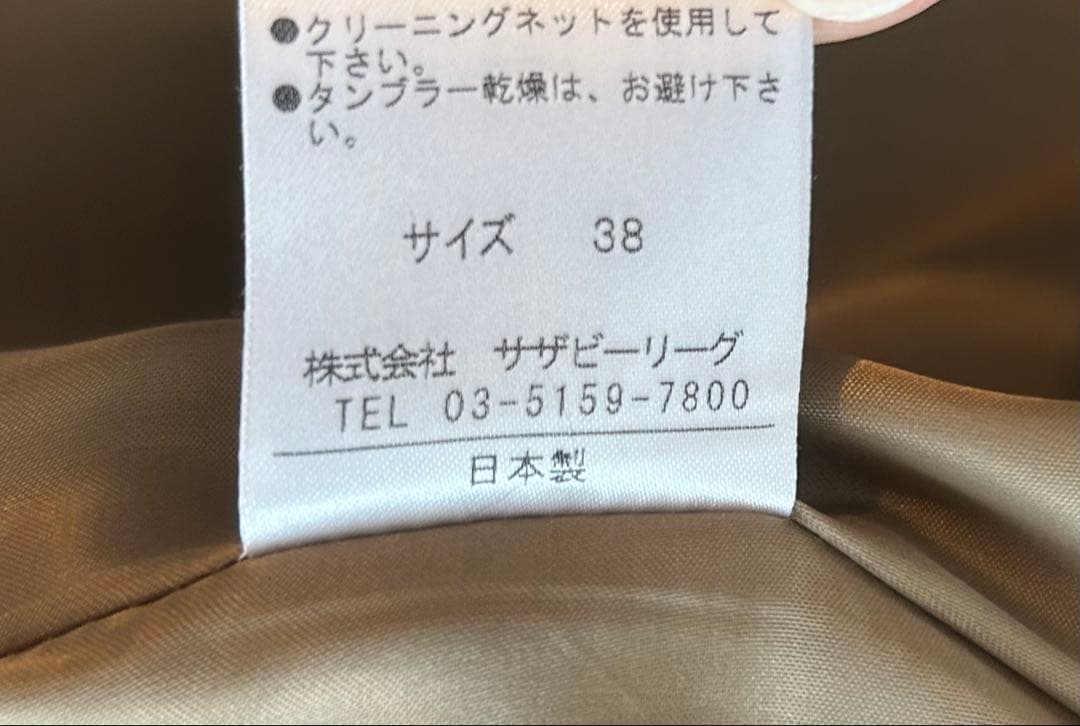 ●クリーニングネットを使用して
下さい。
●タンブラー乾燥は、お避け下さ
い。
サイズ 38
株式会社 サザビーリーグ
TEL 03-5159-7800
日本製